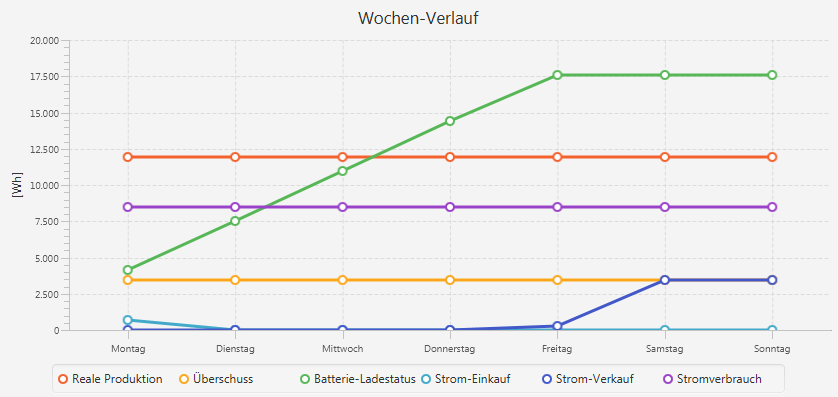 Wochen-Verlauf
20.000
17.500
15.000
12.500
10.000
7.500
5.000
2.500
0
[Wh]
Montag Dienstag Mittwoch Donnerstag Freitag Samstag Sonntag
Reale Produktion Überschuss Batterie-Ladestatus Strom-Einkauf Strom-Verkauf Stromverbrauch